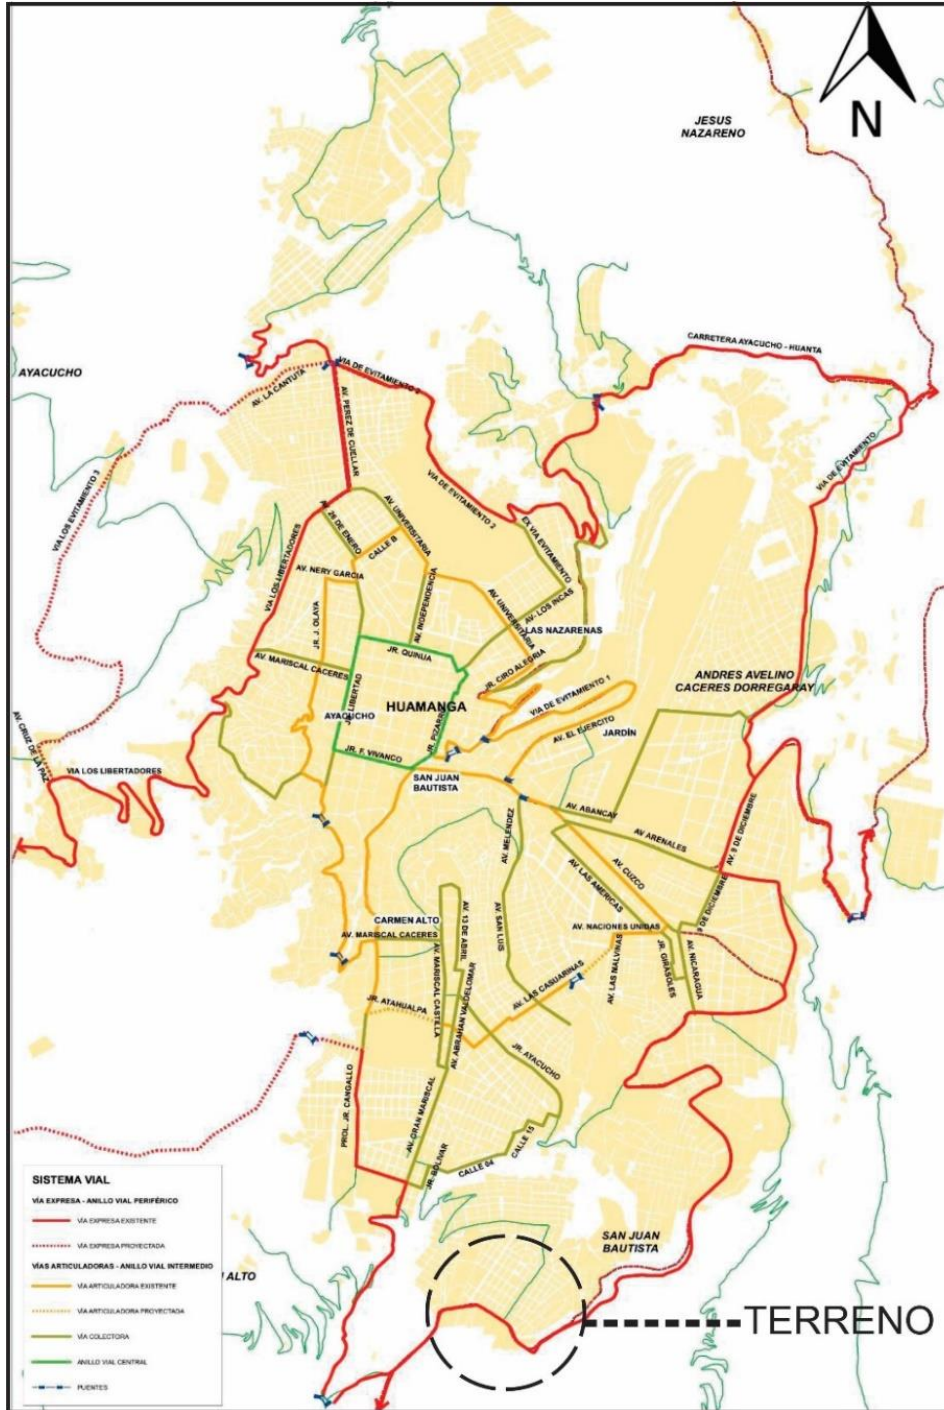 N
JESUS
NAZARENO
CARRETERA AYACUCHO - HUANTA
AYACUCHO
VIA DE EVITAMIENTO 2
AV. LA CANTUTA
AV. PEREZ DE CUELLAR
VIA DE EVITAMIENTO
VIA DE EVITAMIENTO 2
VIA LOS EVITAMIENTO 3
AV. UNIVERSITARIA
EX VIA EVITAMIENTO
28 DE ENERO
CALLE B
VIA LOS LIBERTADORES
AV. NERY GARCIA
AV. INDEPENDENCIA
AV. UNIVERSITARIA
AV- LOS INCAS
LAS NAZARENAS
JR. J. OLAYA
JR. QUINUA
AV. MARISCAL CACERES
JR. CIRO ALEGRIA
ANDRES AVELINO
CACERES DORREGARAY
JR. LIBERTAD
HUAMANGA
VIA DE EVITAMIENTO 1
AYACUCHO
JR. PIZARRO
AV. EL EJERCITO
JARDÍN
AV. CRUZ DE LA PAZ
JR. F. VIVANCO
VIA LOS LIBERTADORES
SAN JUAN
BAUTISTA
AV. ABANCAY
AV. MELENDEZ
AV ARENALES
AV. 9 DE DICIEMBRE
AV. CUZCO
AV. LAS AMERICAS
9 DE DICIEMBRE
CARMEN ALTO
AV. MARISCAL CACERES
AV. 13 DE ABRIL
AV. SAN LUIS
AV. NACIONES UNIDAS
AV. MARISCAL CASTILLA
AV. ABRAHAN VALDELOMAR
AV. LAS CASUARINAS
AV. LAS NALVINAS
JR. GIRASOLES
AV. NICARAGUA
JR. ATAHUALPA
JR. AYACUCHO
PROL. JR. CANGALLO
AV. GRAN MARISCAL
JR. BOLIVAR
CALLE 04
CALLE 15
SISTEMA VIAL
VÍA EXPRESA - ANILLO VIAL PERIFÉRICO
VÍA EXPRESA EXISTENTE
VÍA EXPRESA PROYECTADA
VÍAS ARTICULADORAS - ANILLO VIAL INTERMEDIO
VÍA ARTICULADORA EXISTENTE
VÍA ARTICULADORA PROYECTADA
VÍA COLECTORA
ANILLO VIAL CENTRAL
PUENTES
ALTO
SAN JUAN
BAUTISTA
TERRENO